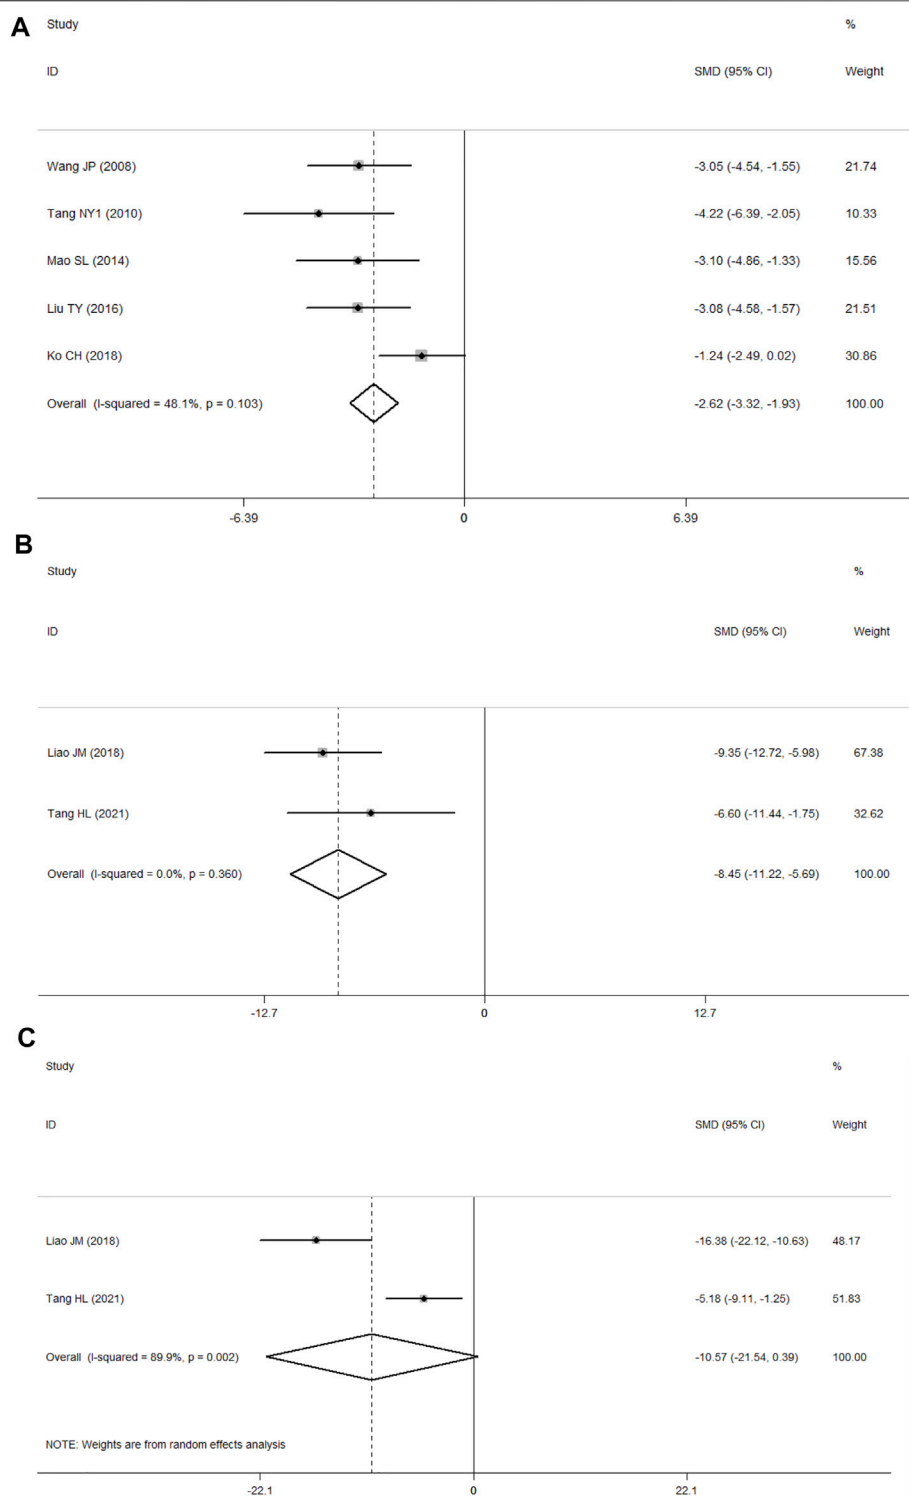 A
Study %
ID SMD (95% CI) Weight
Wang JP (2008) -3.05 (-4.54, -1.55) 21.74
Tang NY1 (2010) -4.22 (-6.39, -2.05) 10.33
Mao SL (2014) -3.10 (-4.86, -1.33) 15.56
Liu TY (2016) -3.08 (-4.58, -1.57) 21.51
Ko CH (2018) -1.24 (-2.49, 0.02) 30.86
Overall (I-squared = 48.1%, p = 0.103) -2.62 (-3.32, -1.93) 100.00
-6.39 0 6.39
B
Study %
ID SMD (95% CI) Weight
Liao JM (2018) -9.35 (-12.72, -5.98) 67.38
Tang HL (2021) -6.60 (-11.44, -1.75) 32.62
Overall (I-squared = 0.0%, p = 0.360) -8.45 (-11.22, -5.69) 100.00
-12.7 0 12.7
C
Study %
ID SMD (95% CI) Weight
Liao JM (2018) -16.38 (-22.12, -10.63) 48.17
Tang HL (2021) -5.18 (-9.11, -1.25) 51.83
Overall (I-squared = 89.9%, p = 0.002) -10.57 (-21.54, 0.39) 100.00
NOTE: Weights are from random effects analysis
-22.1 0 22.1